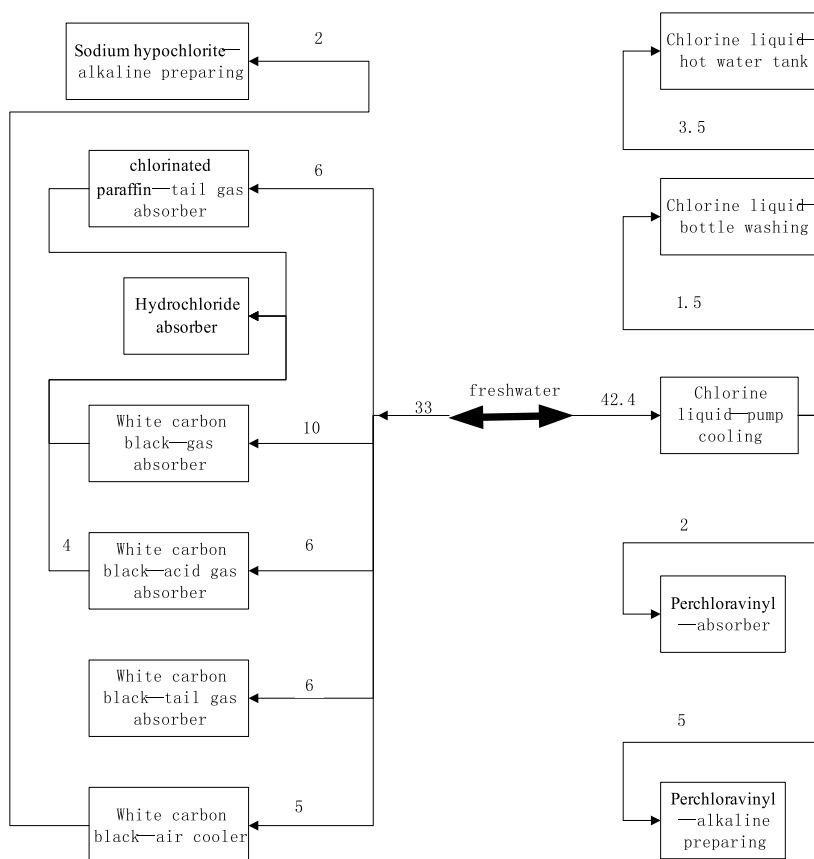 Sodium hypochlorite—
alkaline preparing
2
chlorinated
paraffin—tail gas
absorber
6
Hydrochloride
absorber
White carbon
black—gas
absorber
10
4
White carbon
black—acid gas
absorber
6
White carbon
black—tail gas
absorber
6
White carbon
black—air cooler
5
33
freshwater
42.4
Chlorine liquid—
hot water tank
3.5
Chlorine liquid—
bottle washing
1.5
Chlorine
liquid—pump
cooling
2
Perchloravinyl
—absorber
5
Perchloravinyl
—alkaline
preparing